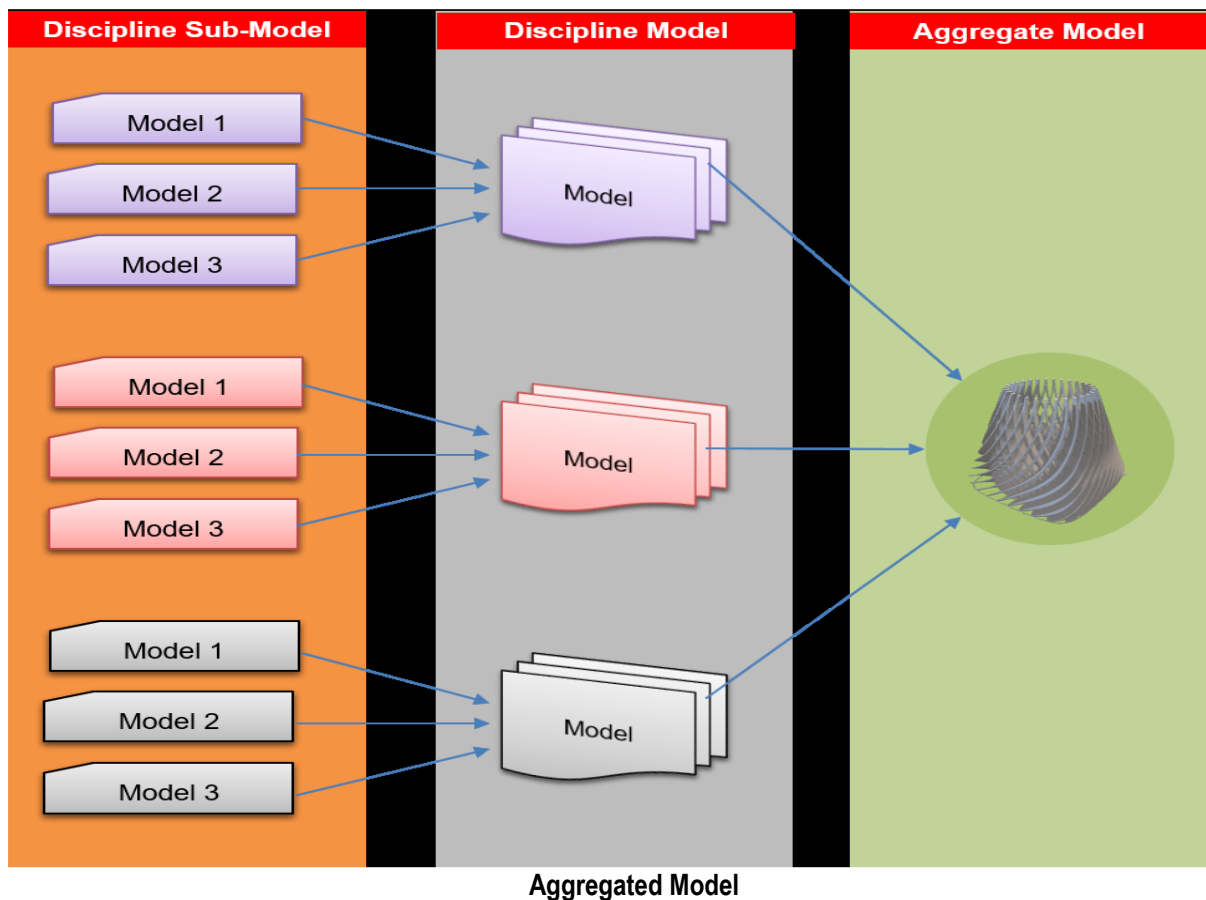 Discipline Sub-Model
Discipline Model
Aggregate Model
Model 1
Model 2
Model 3
Model
Model 1
Model 2
Model 3
Model
Model 1
Model 2
Model 3
Model
Aggregated Model